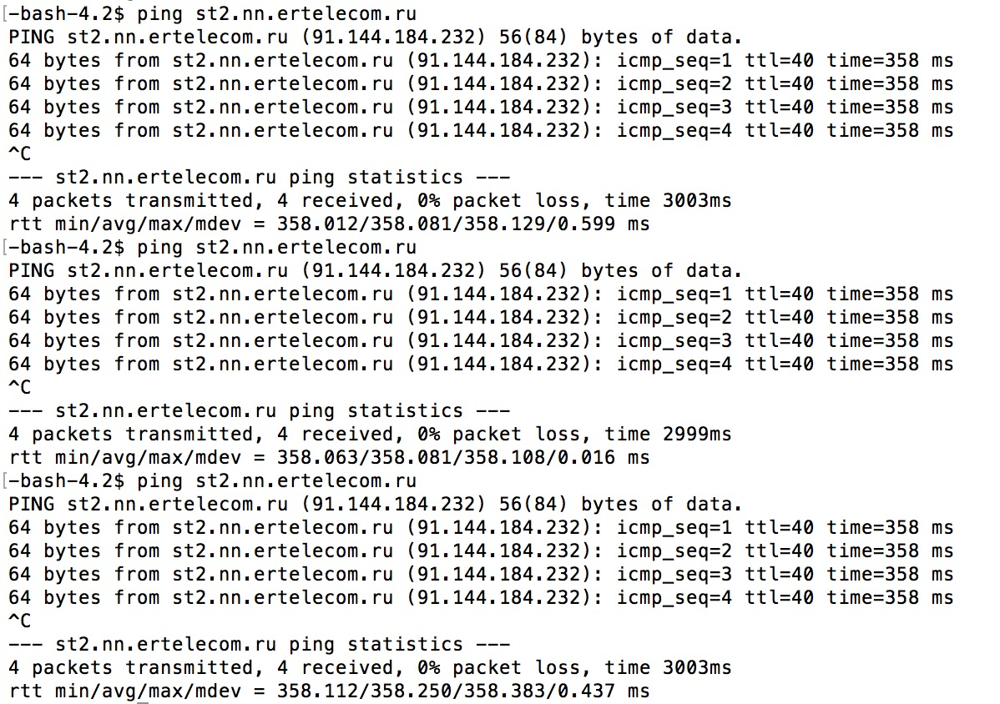 [-bash-4.2$ ping st2.nn.ertelecom.ru
PING st2.nn.ertelecom.ru (91.144.184.232) 56(84) bytes of data.
64 bytes from st2.nn.ertelecom.ru (91.144.184.232): icmp_seq=1 ttl=40 time=358 ms
64 bytes from st2.nn.ertelecom.ru (91.144.184.232): icmp_seq=2 ttl=40 time=358 ms
64 bytes from st2.nn.ertelecom.ru (91.144.184.232): icmp_seq=3 ttl=40 time=358 ms
64 bytes from st2.nn.ertelecom.ru (91.144.184.232): icmp_seq=4 ttl=40 time=358 ms
^C
--- st2.nn.ertelecom.ru ping statistics ---
4 packets transmitted, 4 received, 0% packet loss, time 3003ms
rtt min/avg/max/mdev = 358.012/358.081/358.129/0.599 ms
[-bash-4.2$ ping st2.nn.ertelecom.ru
PING st2.nn.ertelecom.ru (91.144.184.232) 56(84) bytes of data.
64 bytes from st2.nn.ertelecom.ru (91.144.184.232): icmp_seq=1 ttl=40 time=358 ms
64 bytes from st2.nn.ertelecom.ru (91.144.184.232): icmp_seq=2 ttl=40 time=358 ms
64 bytes from st2.nn.ertelecom.ru (91.144.184.232): icmp_seq=3 ttl=40 time=358 ms
64 bytes from st2.nn.ertelecom.ru (91.144.184.232): icmp_seq=4 ttl=40 time=358 ms
^C
--- st2.nn.ertelecom.ru ping statistics ---
4 packets transmitted, 4 received, 0% packet loss, time 2999ms
rtt min/avg/max/mdev = 358.063/358.081/358.108/0.016 ms
[-bash-4.2$ ping st2.nn.ertelecom.ru
PING st2.nn.ertelecom.ru (91.144.184.232) 56(84) bytes of data.
64 bytes from st2.nn.ertelecom.ru (91.144.184.232): icmp_seq=1 ttl=40 time=358 ms
64 bytes from st2.nn.ertelecom.ru (91.144.184.232): icmp_seq=2 ttl=40 time=358 ms
64 bytes from st2.nn.ertelecom.ru (91.144.184.232): icmp_seq=3 ttl=40 time=358 ms
64 bytes from st2.nn.ertelecom.ru (91.144.184.232): icmp_seq=4 ttl=40 time=358 ms
^C
--- st2.nn.ertelecom.ru ping statistics ---
4 packets transmitted, 4 received, 0% packet loss, time 3003ms
rtt min/avg/max/mdev = 358.112/358.250/358.383/0.437 ms